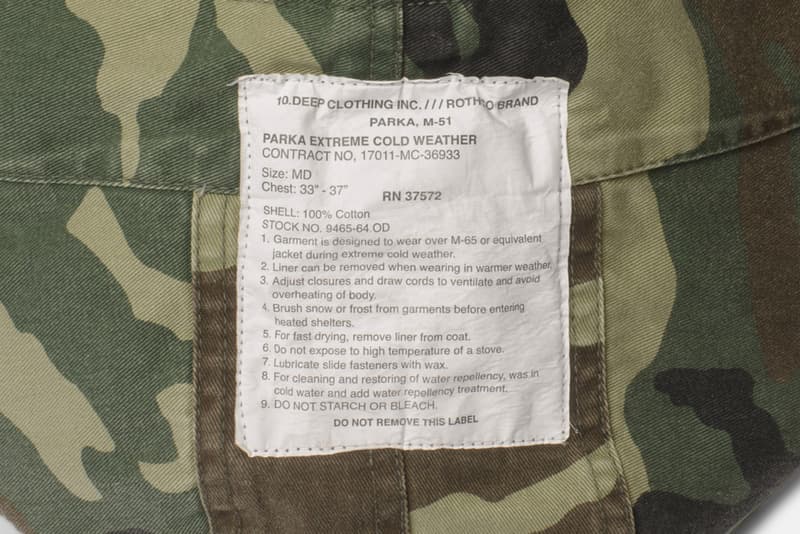 10.DEEP CLOTHING INC. /// ROTHCO BRAND
PARKA, M-51
PARKA EXTREME COLD WEATHER
CONTRACT NO, 17011-MC-36933
Size: MD
Chest: 33" - 37"
RN 37572
SHELL: 100% Cotton
STOCK NO. 9465-64 OD
1. Garment is designed to wear over M-65 or equivalent
jacket during extreme cold weather.
2. Liner can be removed when wearing in warmer weather.
3. Adjust closures and draw cords to ventilate and avoid
overheating of body.
4. Brush snow or frost from garments before entering
heated shelters.
5. For fast drying, remove liner from coat.
6. Do not expose to high temperature of a stove.
7. Lubricate slide fasteners with wax.
8. For cleaning and restoring of water repellency, was in
cold water and add water repellency treatment.
9. DO NOT STARCH OR BLEACH.
DO NOT REMOVE THIS LABEL